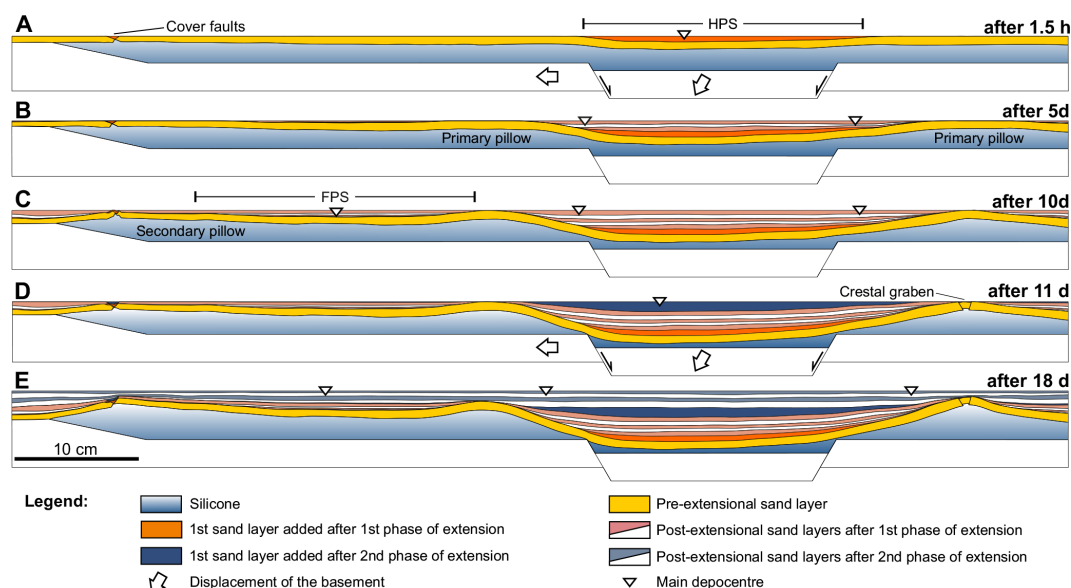 A
Cover faults
HPS
after 1.5 h
B
after 5d
Primary pillow
Primary pillow
C
FPS
after 10d
Secondary pillow
D
Crestal graben
after 11 d
E
after 18 d
10 cm
Legend:
Silicone
Pre-extensional sand layer
1st sand layer added after 1st phase of extension
Post-extensional sand layers after 1st phase of extension
1st sand layer added after 2nd phase of extension
Post-extensional sand layers after 2nd phase of extension
Displacement of the basement
Main depocentre